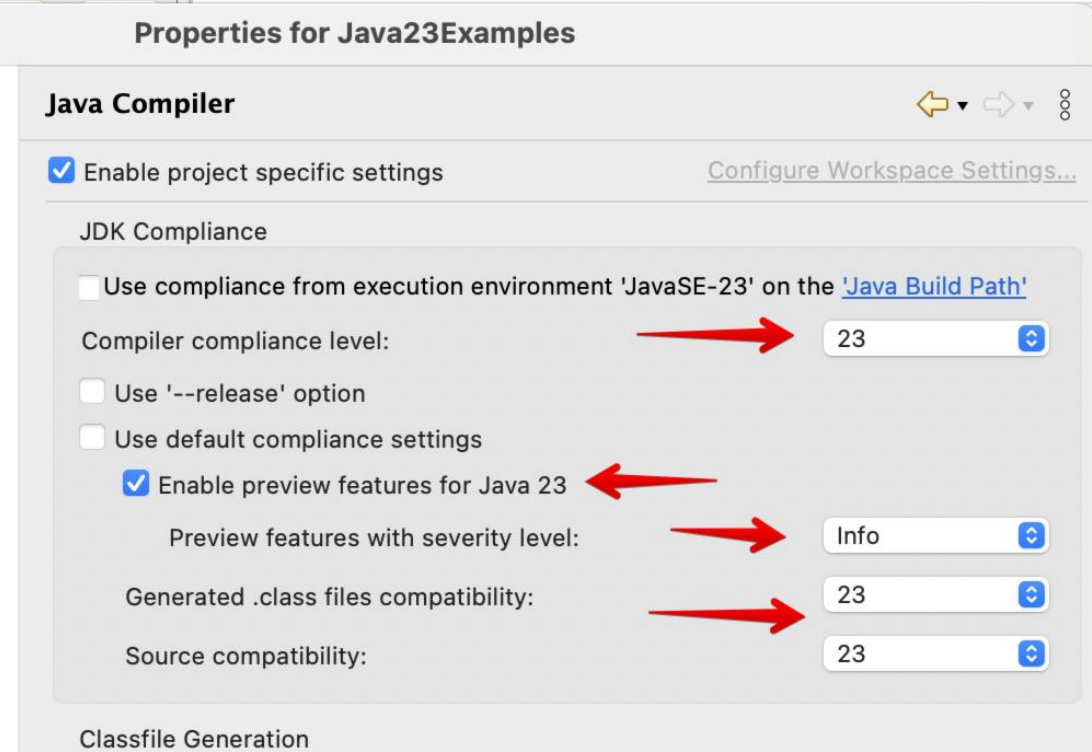 Properties for Java23Examples
Java Compiler
Enable project specific settings
Configure Workspace Settings...
JDK Compliance
Use compliance from execution environment 'JavaSE-23' on the 'Java Build Path'
Compiler compliance level:
23
Use '--release' option
Use default compliance settings
Enable preview features for Java 23
Preview features with severity level:
Info
Generated .class files compatibility:
23
Source compatibility:
23
Classfile Generation